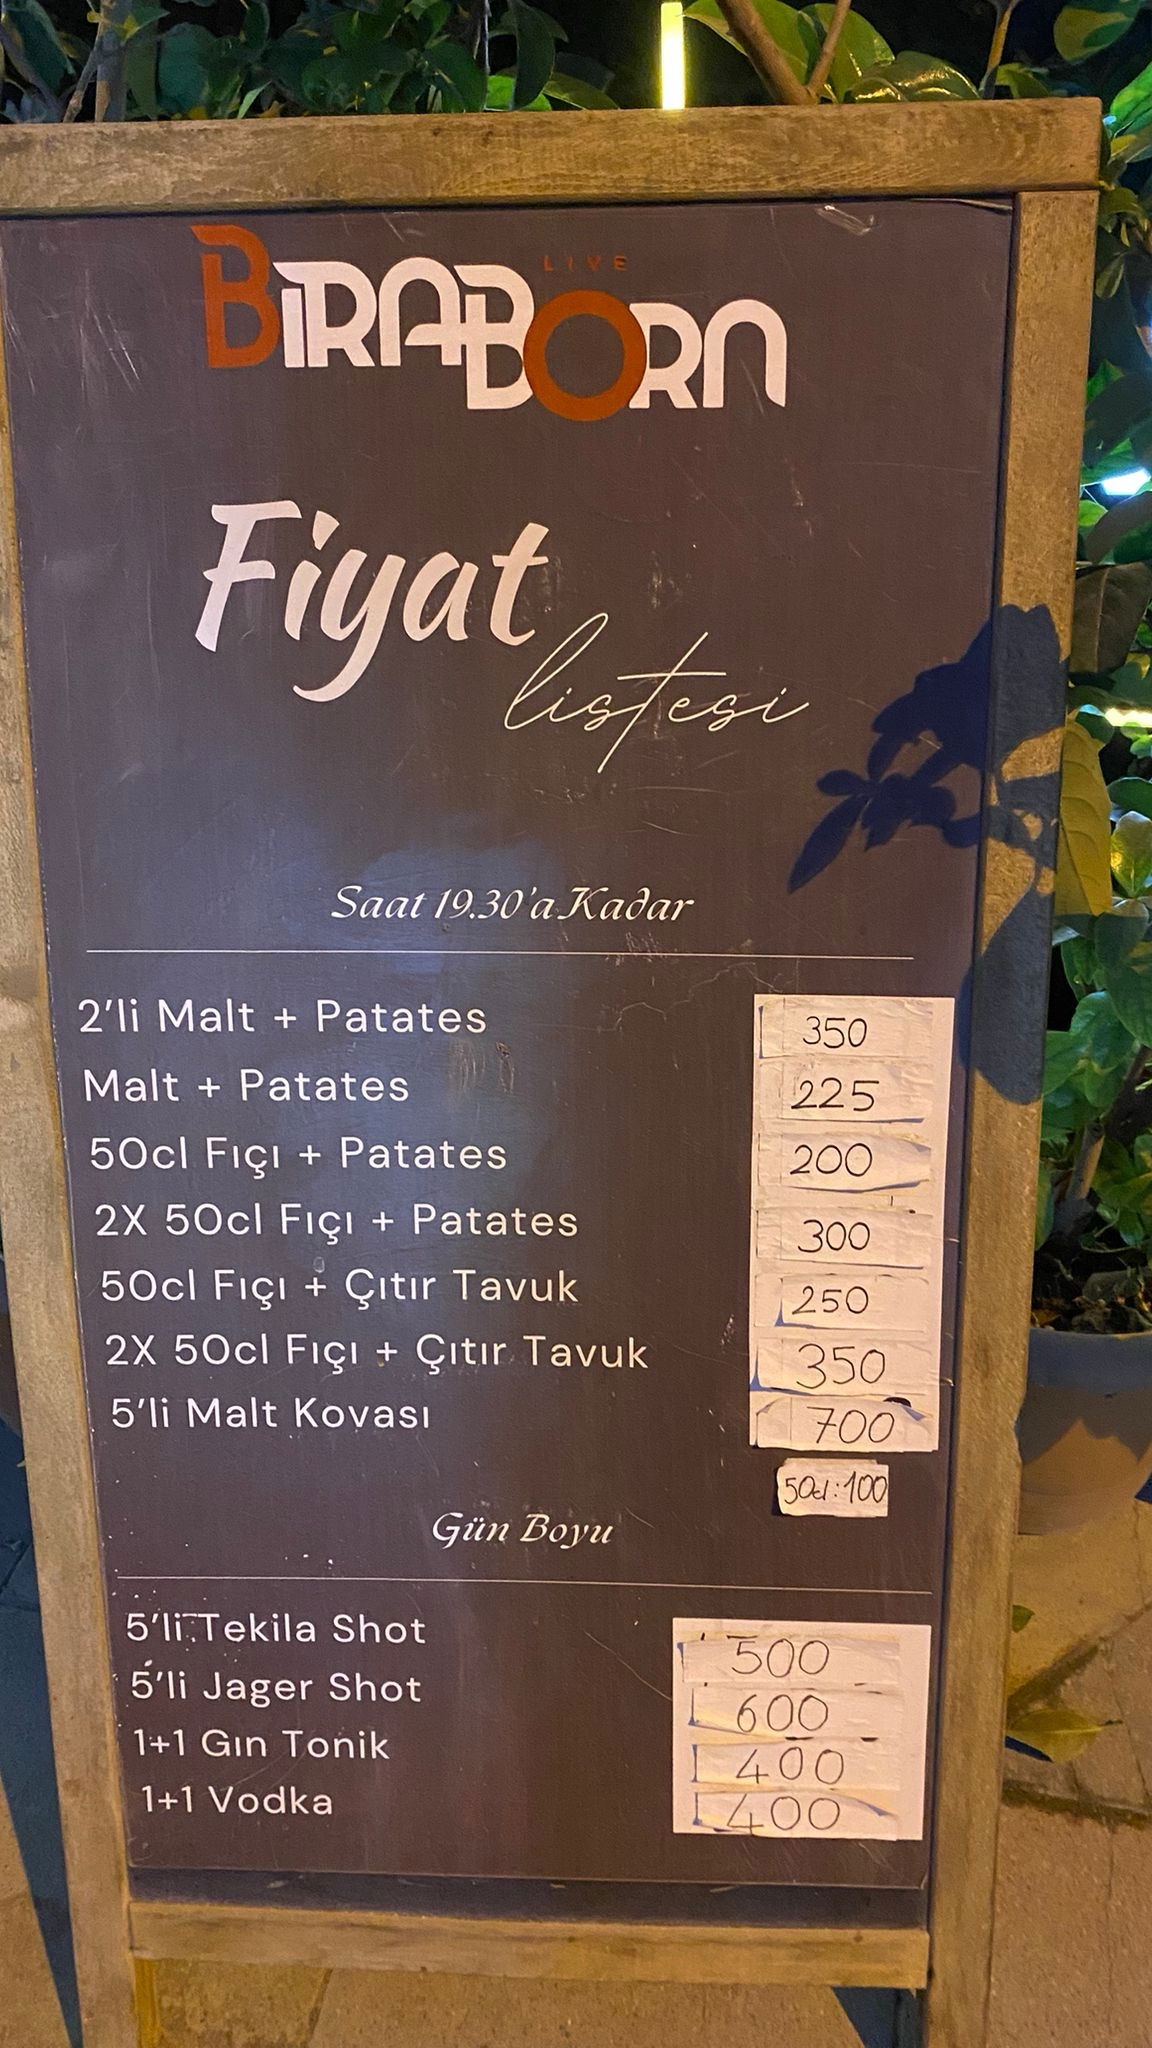 BiRABORN
LIVE
Fiyat
listesi
Saat 19.30'a Kadar
2'li Malt + Patates 350
Malt + Patates 225
50cl Fıçı + Patates 200
2X 50cl Fıçı + Patates 300
50cl Fıçı + Çıtır Tavuk 250
2X 50cl Fıçı + Çıtır Tavuk 350
5'li Malt Kovası 700
50cl:100
Gün Boyu
5'li Tekila Shot 500
5'li Jager Shot 600
1+1 Gın Tonik 400
1+1 Vodka 400